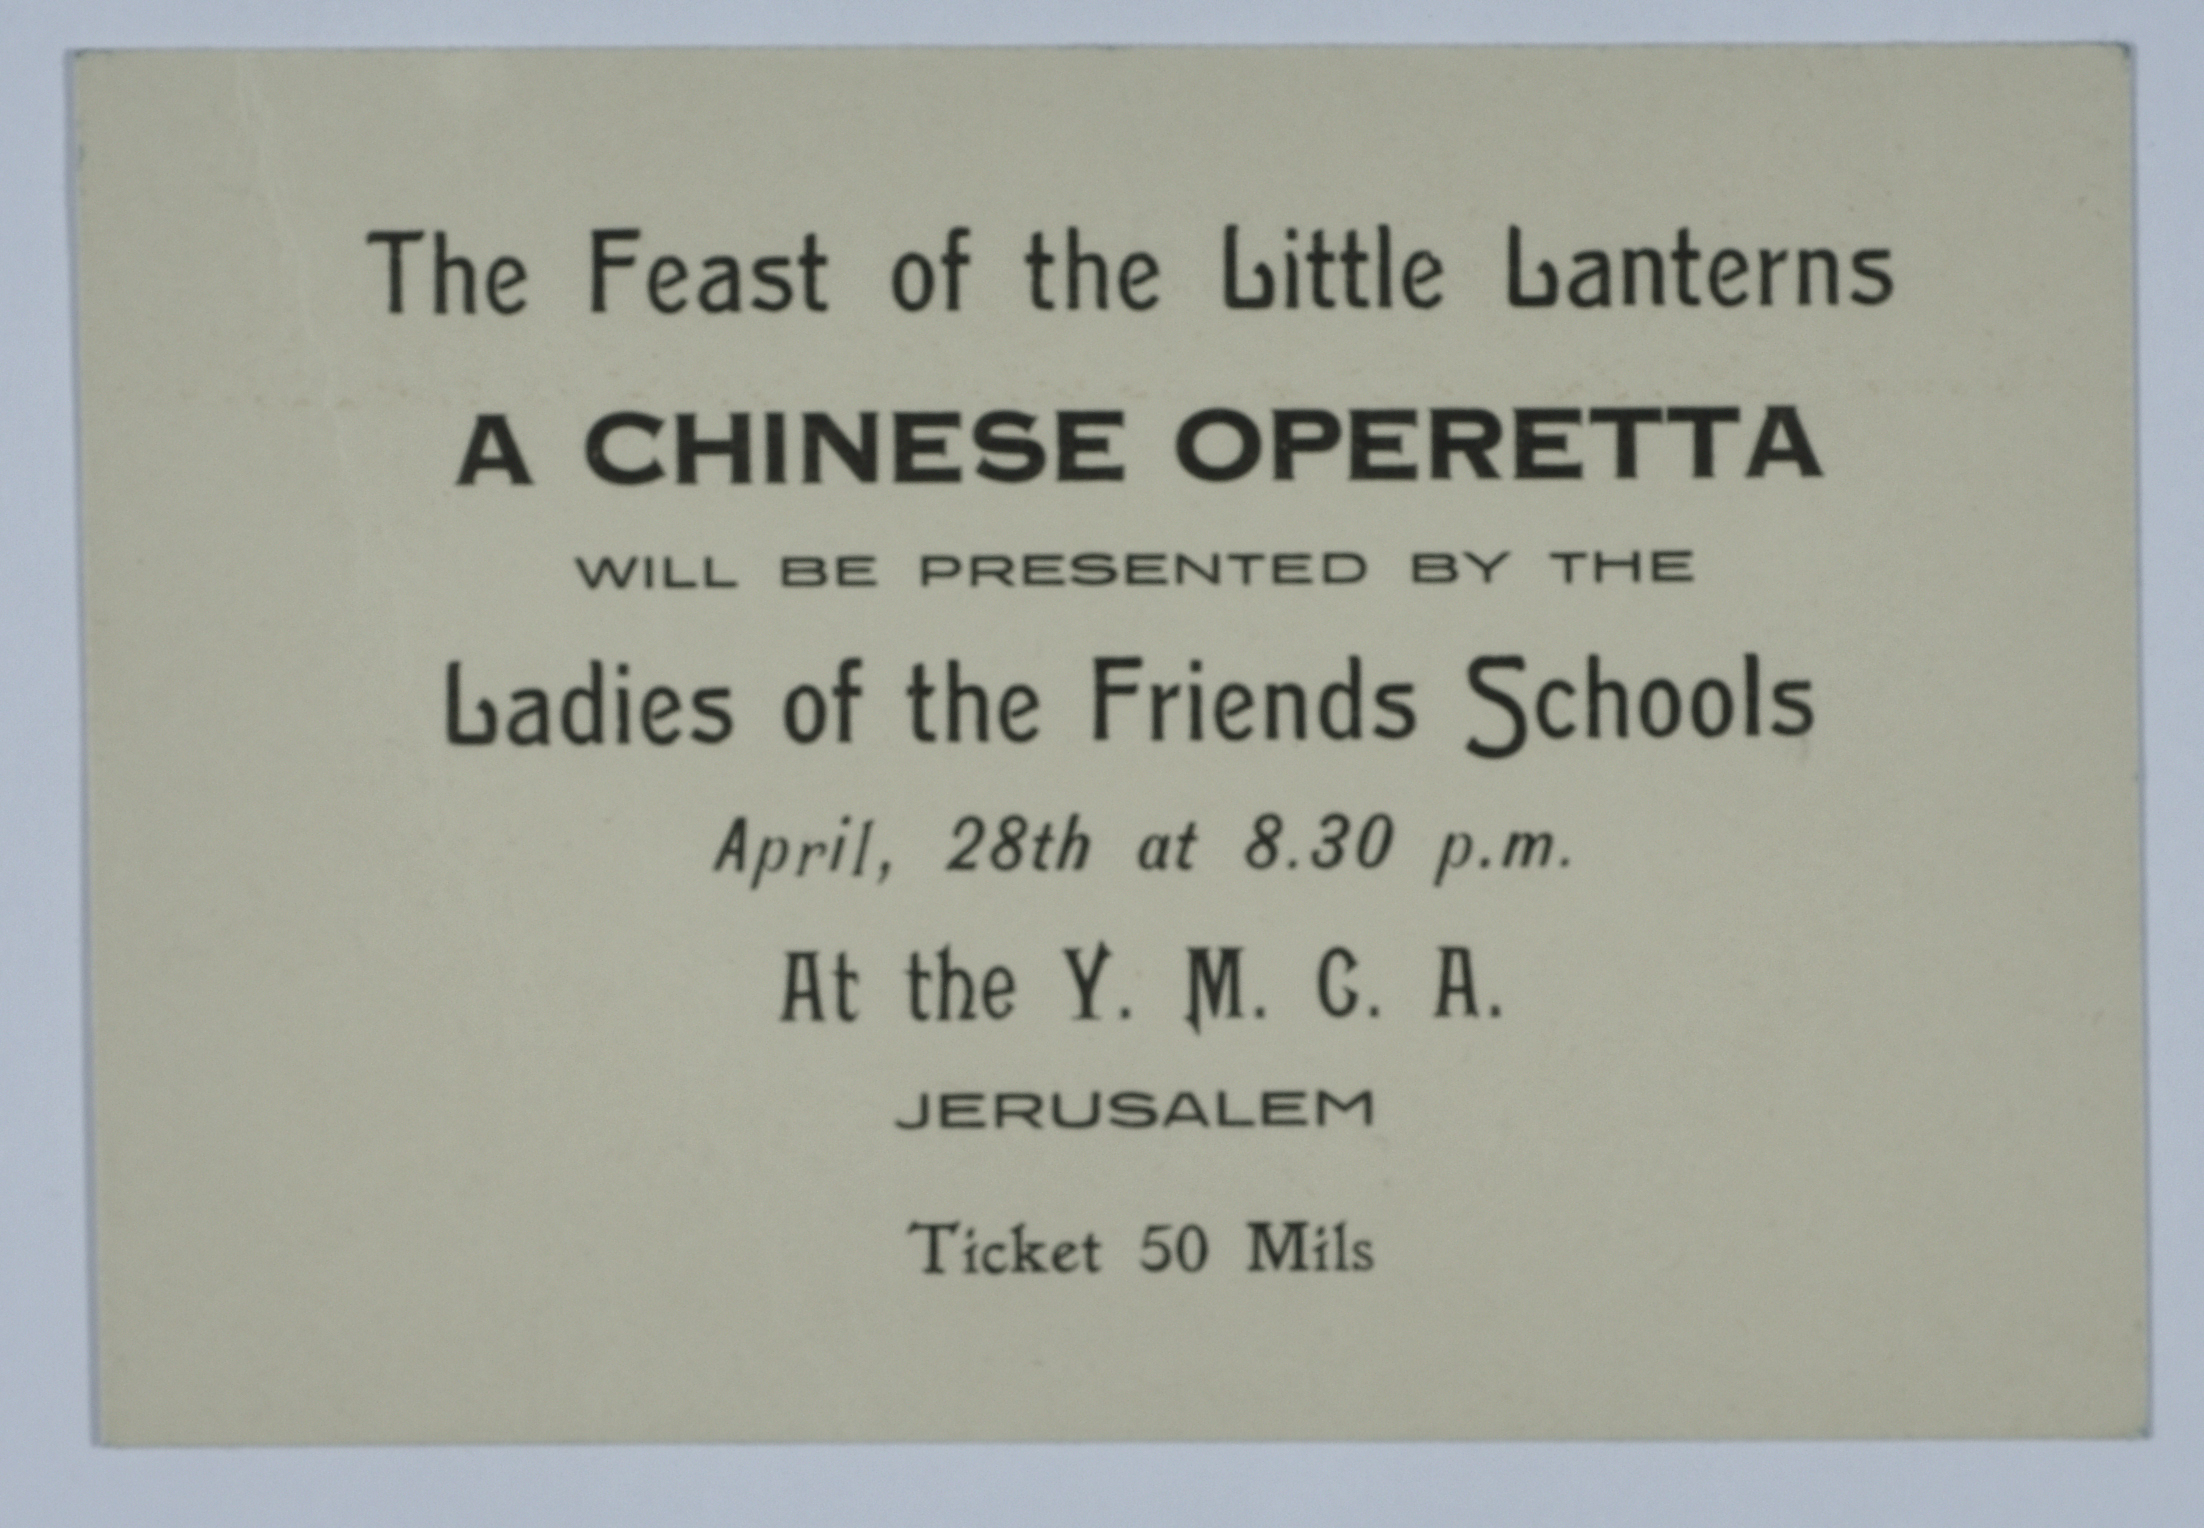 The Feast of the Little Lanterns
A CHINESE OPERETTA
WILL BE PRESENTED BY THE
Ladies of the Friends Schools
April, 28th at 8.30 p.m.
At the Y. M. C. A.
JERUSALEM
Ticket 50 Mils